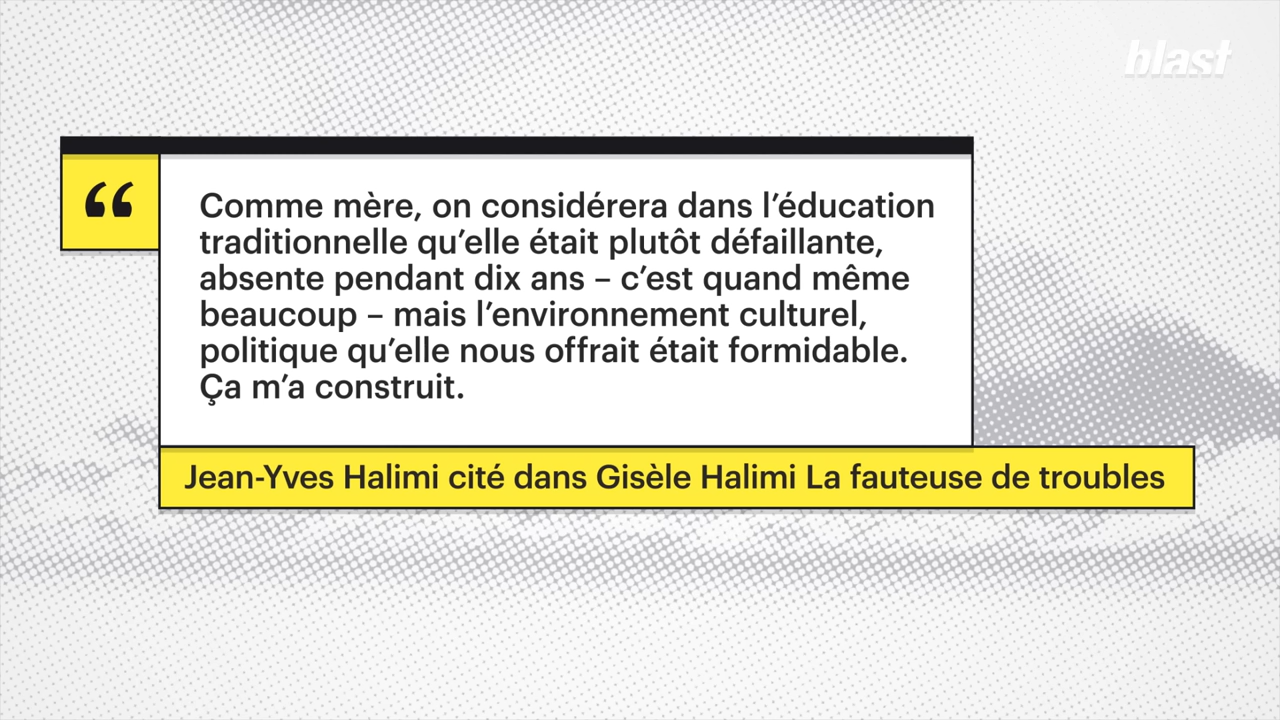 blast
“
Comme mère, on considérera dans l’éducation
traditionnelle qu’elle était plutôt défaillante,
absente pendant dix ans – c’est quand même
beaucoup – mais l’environnement culturel,
politique qu’elle nous offrait était formidable.
Ça m’a construit.
Jean-Yves Halimi cité dans Gisèle Halimi La fauteuse de troubles